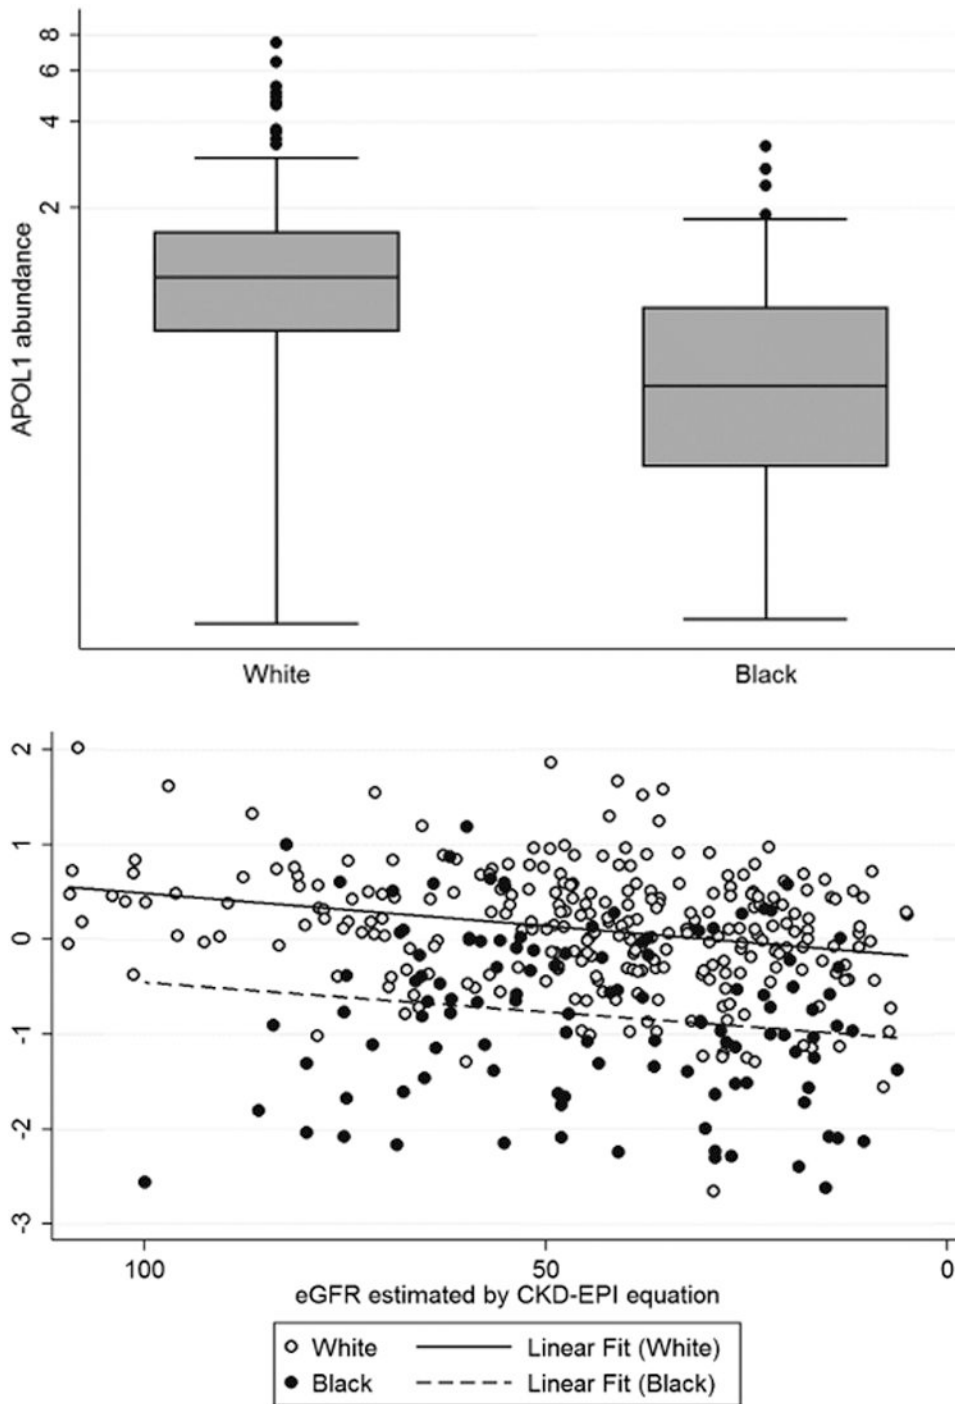 8
6
4
2
APOL1 abundance
White Black
2
1
0
-1
-2
-3
100 50 0
eGFR estimated by CKD-EPI equation
White Linear Fit (White)
Black Linear Fit (Black)